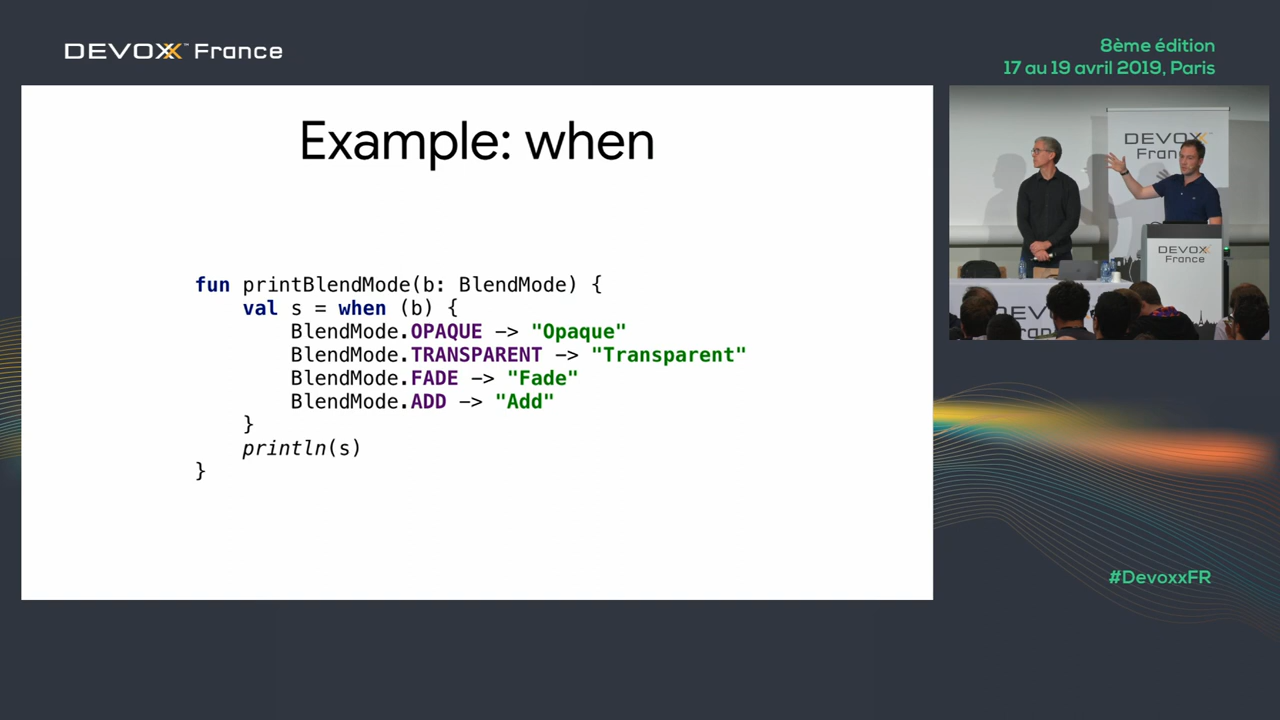 DEVOXX™ France
8ème édition
17 au 19 avril 2019, Paris
Example: when
fun printBlendMode(b: BlendMode) {
val s = when (b) {
BlendMode.OPAQUE -> "Opaque"
BlendMode.TRANSPARENT -> "Transparent"
BlendMode.FADE -> "Fade"
BlendMode.ADD -> "Add"
}
println(s)
}
DEVOXX
France
DEVOXX
France
#DevoxxFR